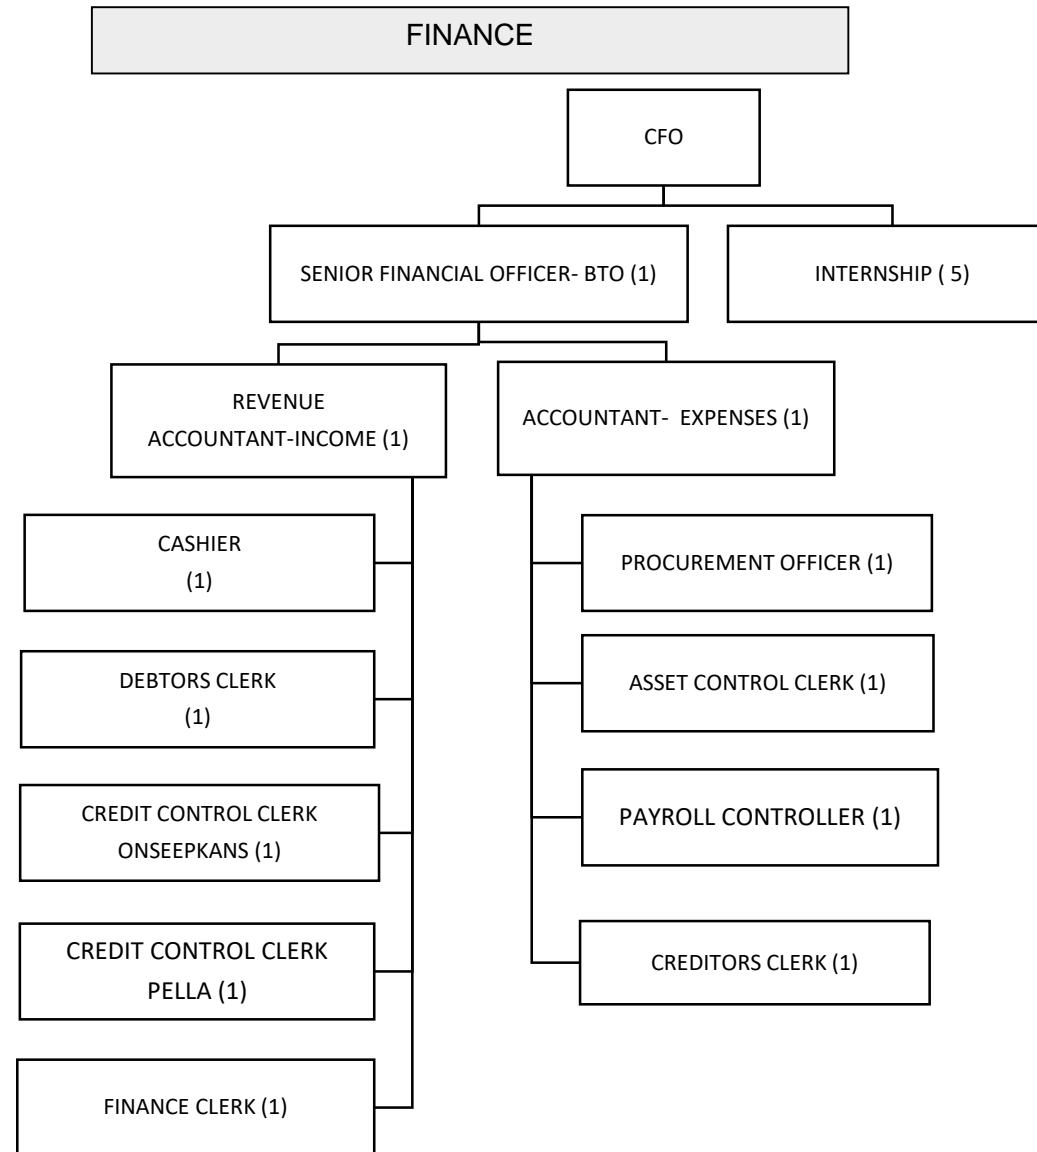 FINANCE
CFO
SENIOR FINANCIAL OFFICER- BTO (1)
INTERNSHIP ( 5)
REVENUE
ACCOUNTANT-INCOME (1)
ACCOUNTANT-  EXPENSES (1)
CASHIER
(1)
DEBTORS CLERK
(1)
CREDIT CONTROL CLERK
ONSEEPKANS (1)
CREDIT CONTROL CLERK
PELLA (1)
FINANCE CLERK (1)
PROCUREMENT OFFICER (1)
ASSET CONTROL CLERK (1)
PAYROLL CONTROLLER (1)
CREDITORS CLERK (1)